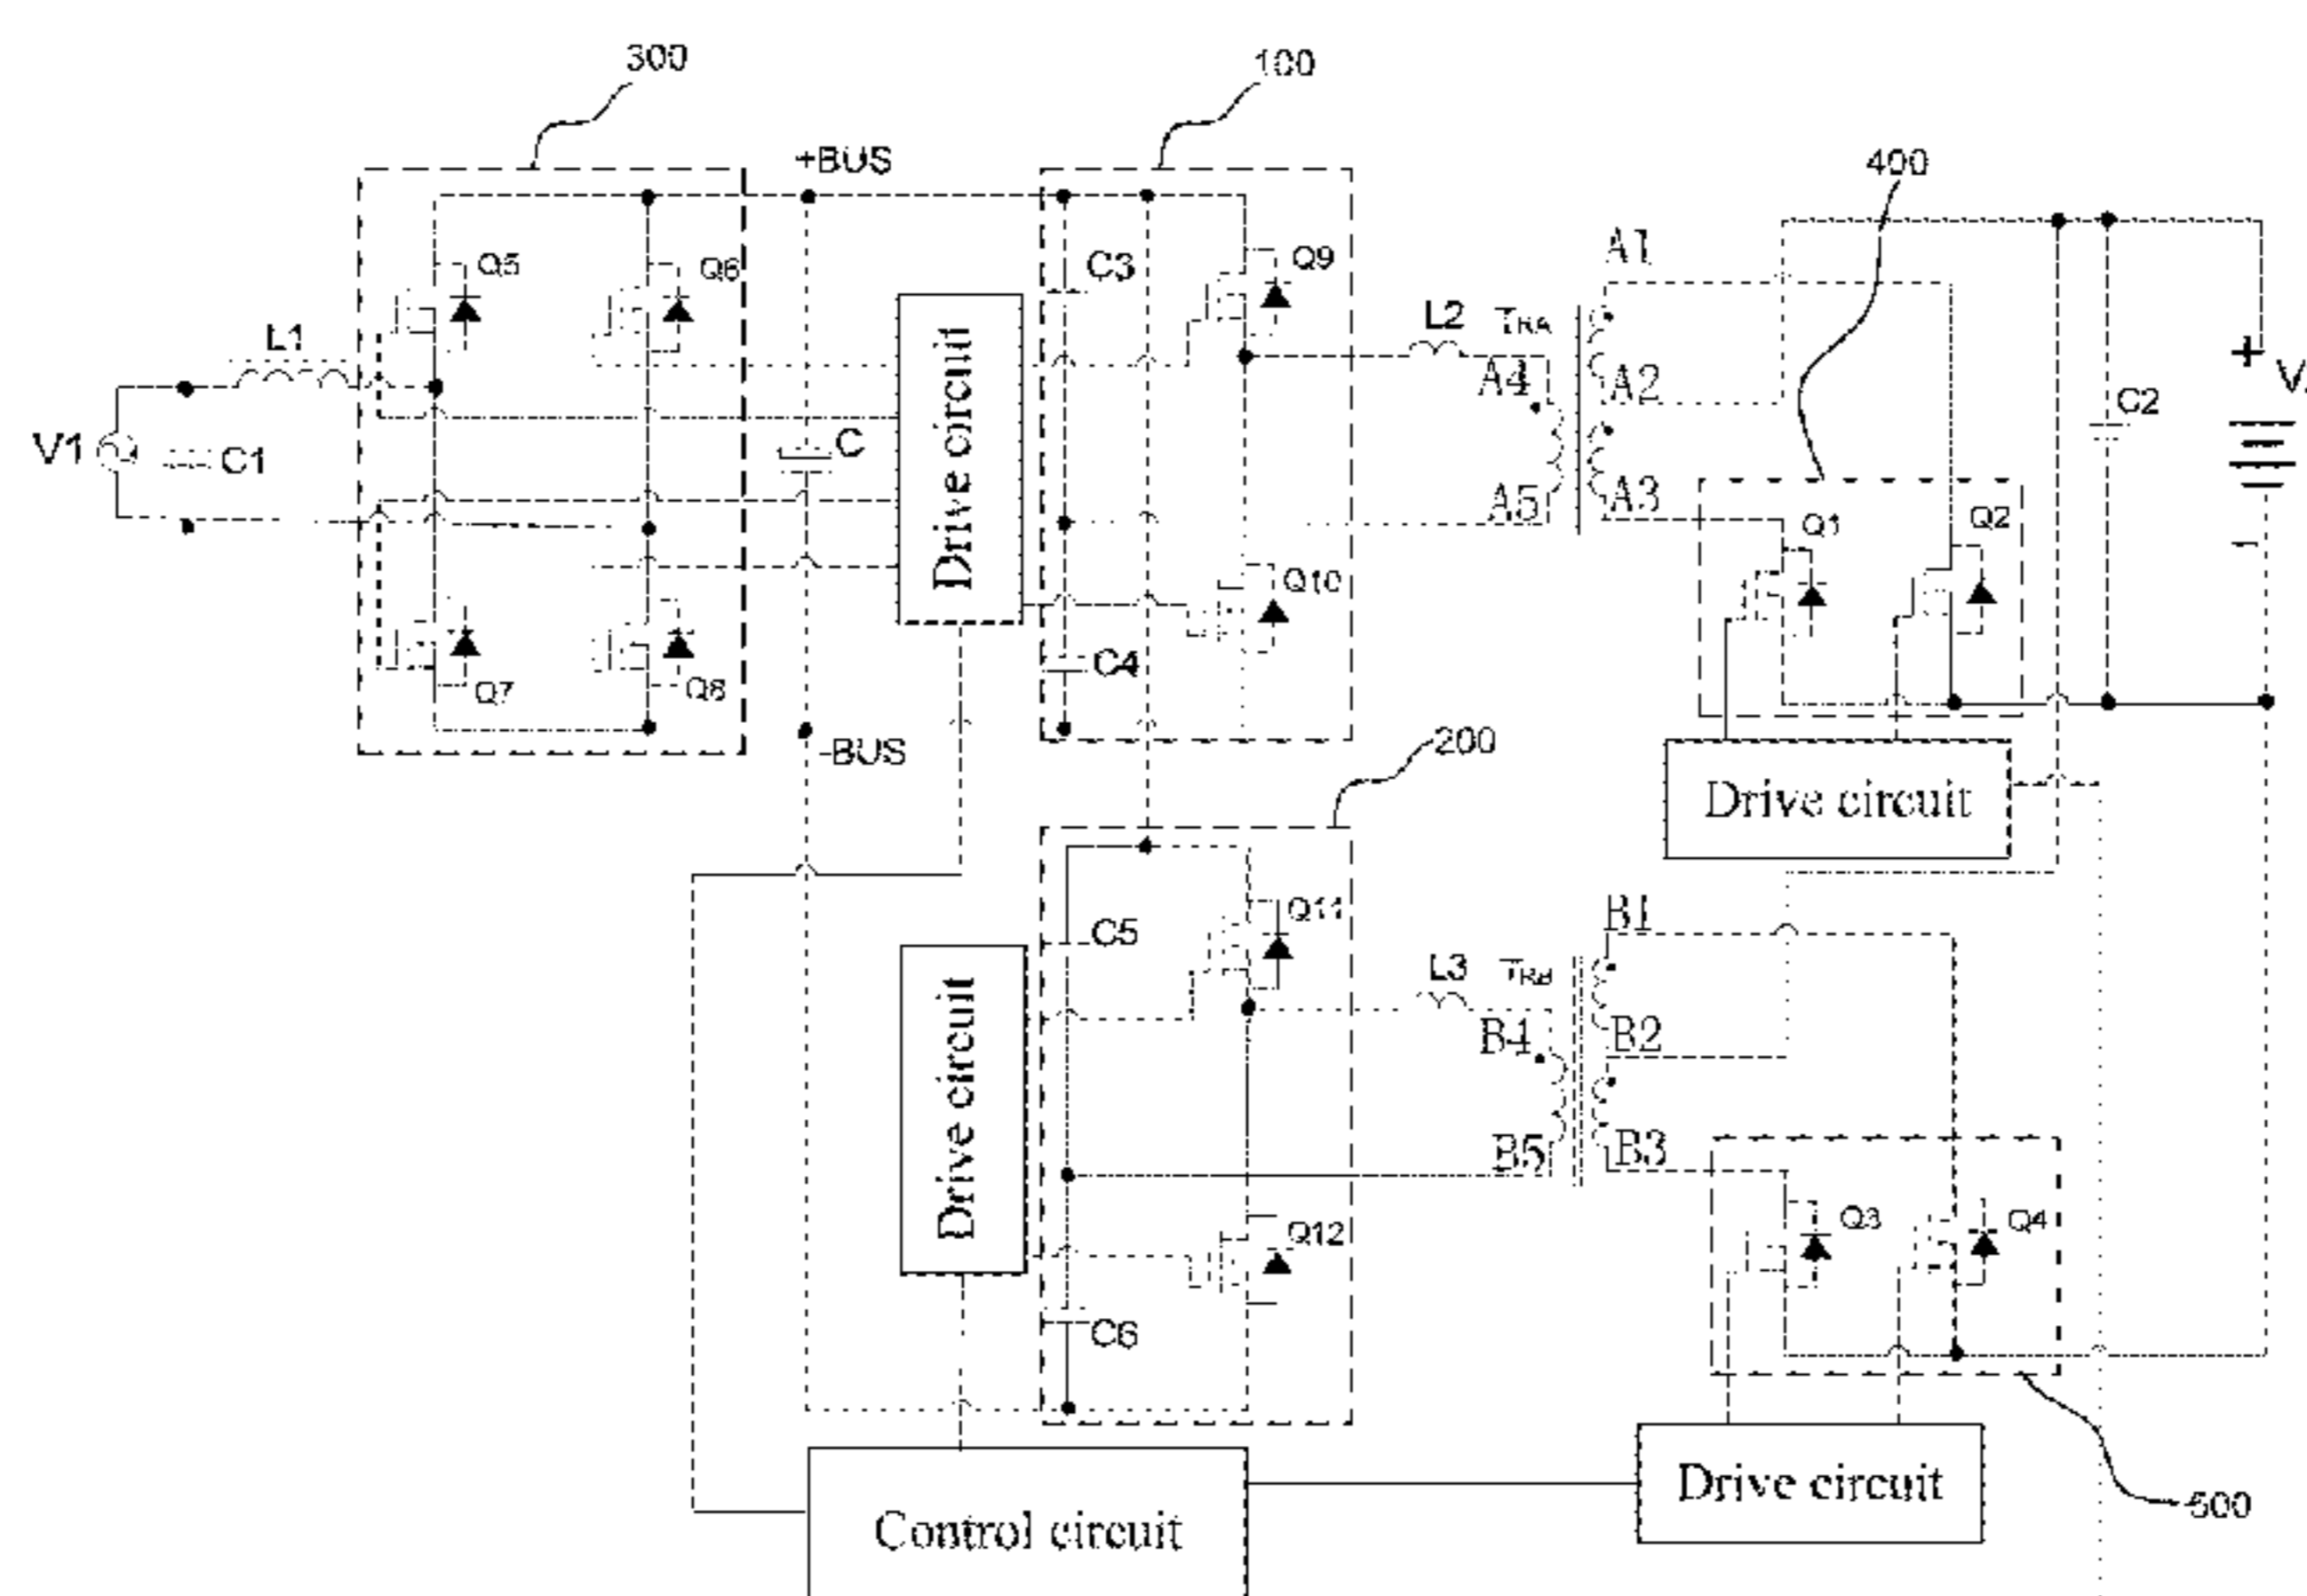 300
100
+BUS
400
A1
Q5
Q6
C3
Q9
L1
L2
TRA
A4
A2
C2
V1
C1
C
Drive circuit
A5
A3
Q1
Q2
Q10
C4
Q7
Q8
-BUS
200
Drive circuit
C5
Q11
B1
L3
TRB
B4
B2
Drive circuit
B5
B3
Q3
Q4
Q12
C6
Drive circuit
500
Control circuit
+
-